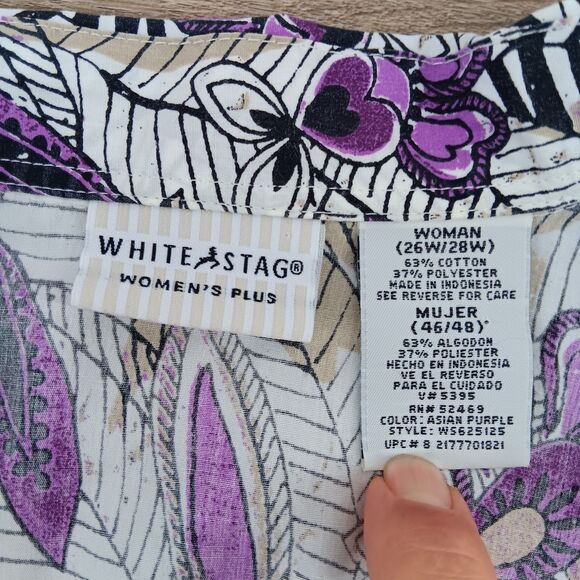 WHITE STAG®
WOMEN'S PLUS
WOMAN
(26W/28W)
63% COTTON
37% POLYESTER
MADE IN INDONESIA
SEE REVERSE FOR CARE
MUJER
(46/48)*
63% ALGODON
37% POLIESTER
HECHO EN INDONESIA
VE EL REVERSO
PARA EL CUIDADO
V# 5395
RN# 52469
COLOR: ASIAN PURPLE
STYLE: WS625125
UPC# 8 2177701821